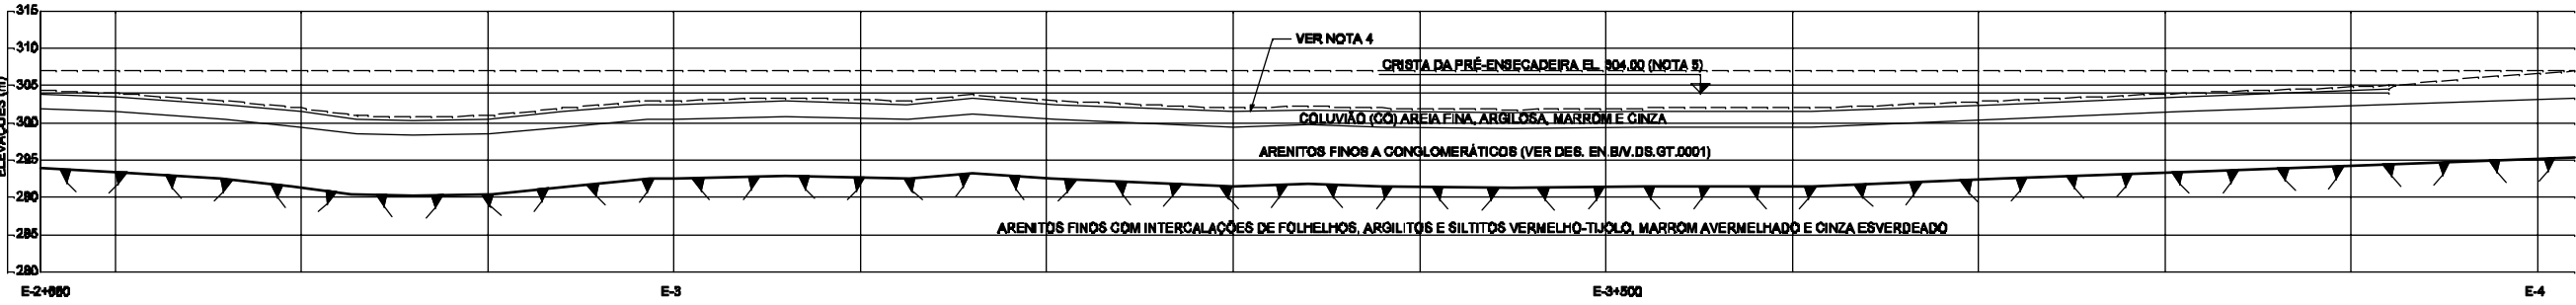 315
310
VER NOTA 4
CRISTA DA PRÉ-ENSECADEIRA EL. 304.00 (NOTA 5)
305
ELEVAÇÕES (m)
300
COLUVIÃO (CO) AREIA FINA, ARGILOSA, MARROM E CINZA
295
ARENITOS FINOS A CONGLOMERÁTICOS (VER DES. EN.B/V.DS.GT.0001)
290
ARENITOS FINOS COM INTERCALAÇÕES DE FOLHELHOS, ARGILITOS E SILTITOS VERMELHO-TIJOLO, MARROM AVERMELHADO E CINZA ESVERDEADO
285
280
E-3
E-3+500
E-4